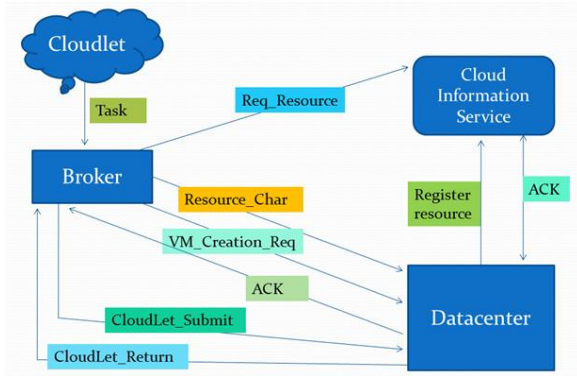 Cloudlet
Task
Req_Resource
Cloud
Information
Service
Broker
Resource_Char
Register
resource
ACK
VM_Creation_Req
ACK
CloudLet_Submit
Datacenter
CloudLet_Return